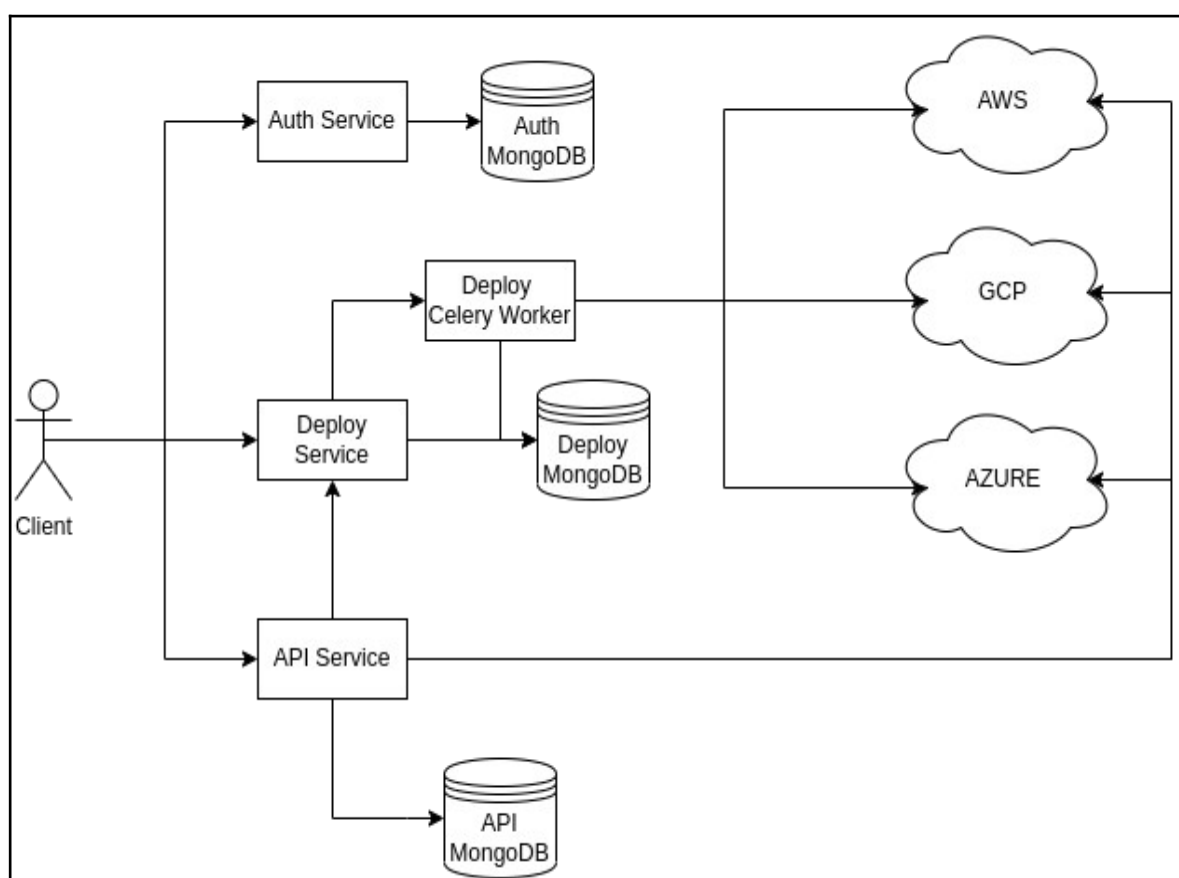 AWS
Auth Service
Auth
MongoDB
Deploy
Celery Worker
GCP
Deploy
Service
Deploy
MongoDB
AZURE
Client
API Service
API
MongoDB